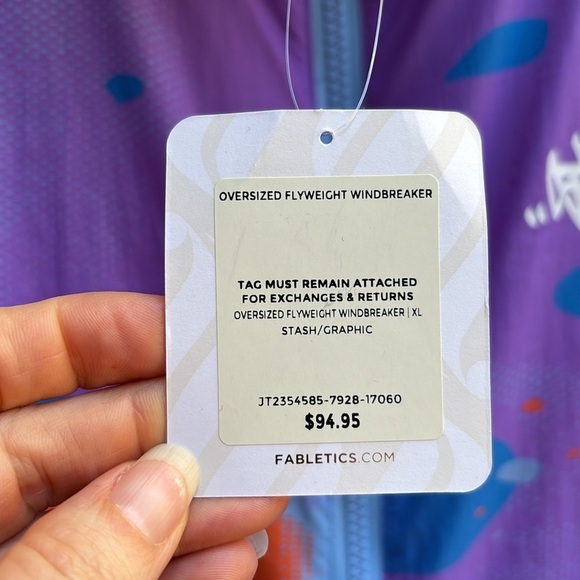 OVERSIZED FLYWEIGHT WINDBREAKER
TAG MUST REMAIN ATTACHED
FOR EXCHANGES & RETURNS
OVERSIZED FLYWEIGHT WINDBREAKER | XL
STASH/GRAPHIC
JT2354585-7928-17060
$94.95
FABLETICS.COM